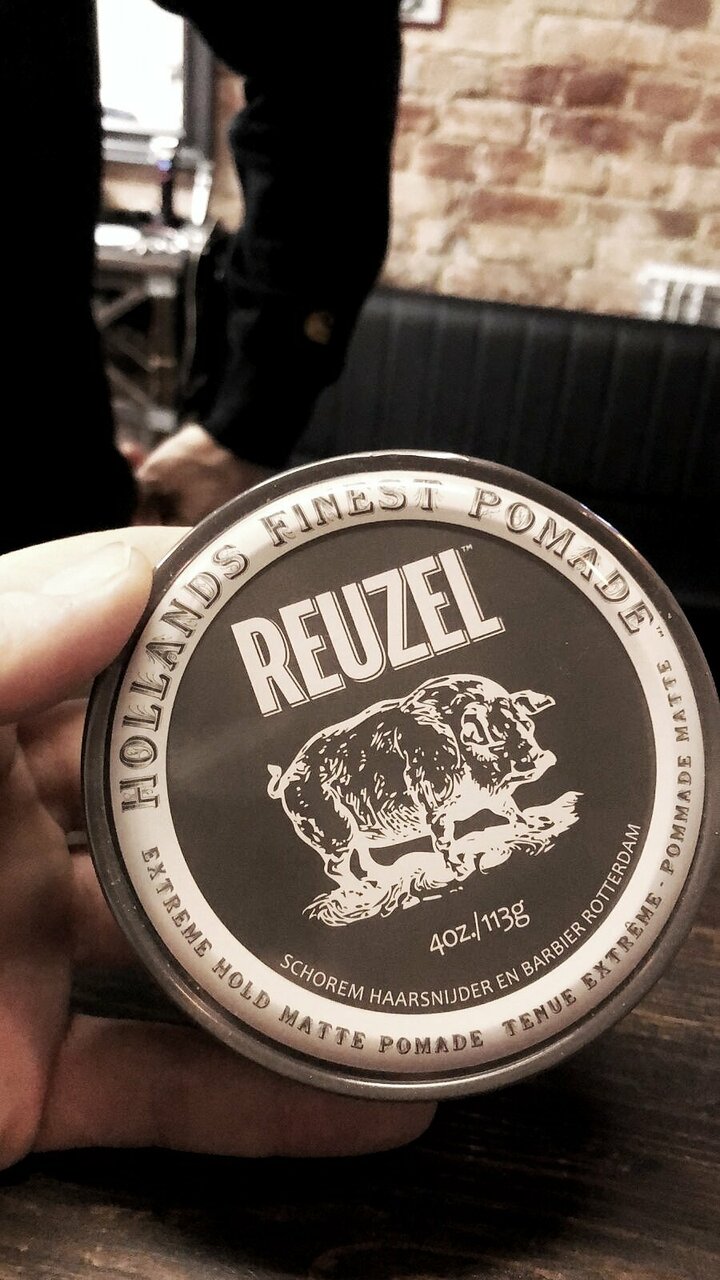 HOLLANDS FINEST POMADE™
REUZEL™
4oz./113g
SCHOREM HAARSNIJDER EN BARBIER ROTTERDAM
EXTREME HOLD MATTE POMADE
TENUE EXTRÊME - POMMADE MATTE